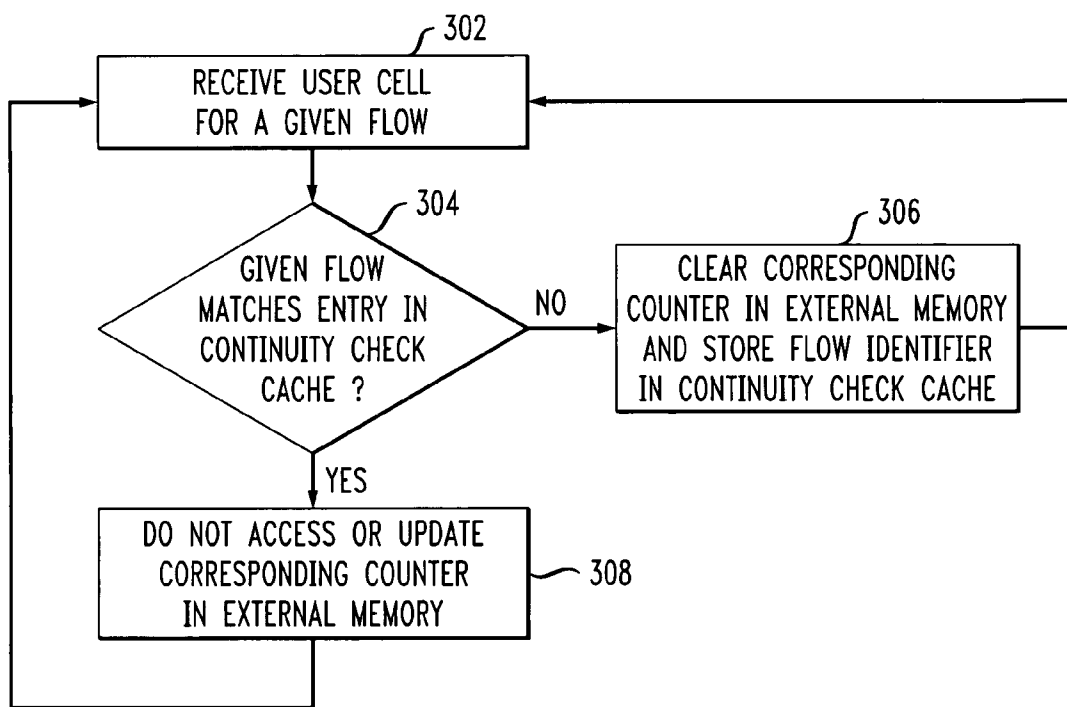 302
RECEIVE USER CELL
FOR A GIVEN FLOW
304
GIVEN FLOW
MATCHES ENTRY IN
CONTINUITY CHECK
CACHE ?
NO
306
CLEAR CORRESPONDING
COUNTER IN EXTERNAL MEMORY
AND STORE FLOW IDENTIFIER
IN CONTINUITY CHECK CACHE
YES
DO NOT ACCESS OR UPDATE
CORRESPONDING COUNTER
IN EXTERNAL MEMORY
308